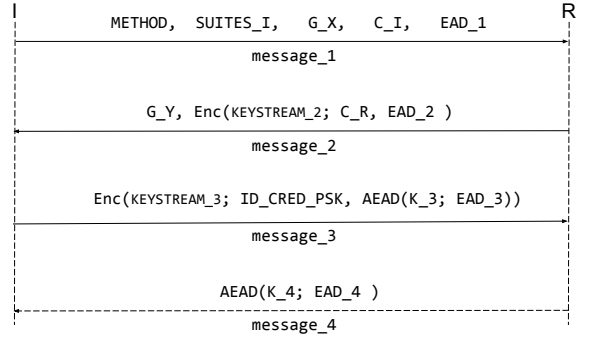 I R
METHOD, SUITES_I, G_X, C_I, EAD_1
message_1
G_Y, Enc(KEYSTREAM_2; C_R, EAD_2 )
message_2
Enc(KEYSTREAM_3; ID_CRED_PSK, AEAD(K_3; EAD_3))
message_3
AEAD(K_4; EAD_4 )
message_4